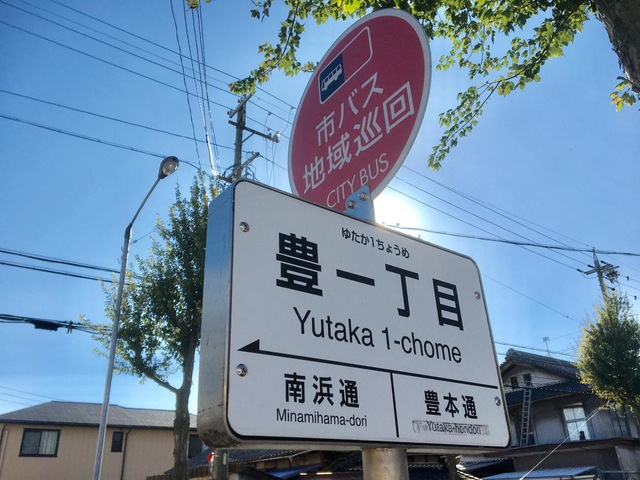 市バス
地域巡回
CITY BUS
ゆたか1ちょうめ
豊一丁目
Yutaka 1-chome
南浜通
Minamihama-dori
豊本通
Yutaka-hondori